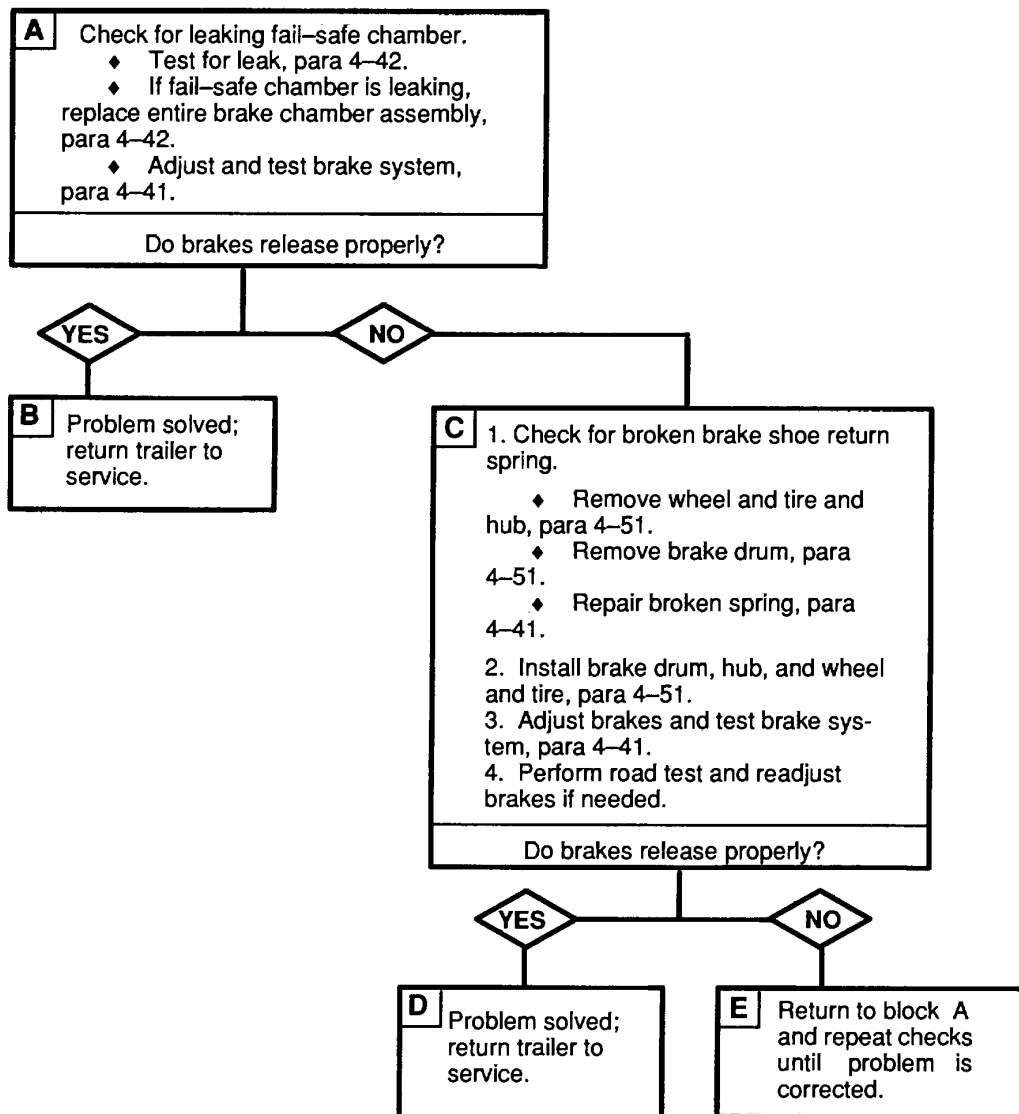 A
Check for leaking fail–safe chamber.
♦ Test for leak, para 4–42.
♦ If fail–safe chamber is leaking,
replace entire brake chamber assembly,
para 4–42.
♦ Adjust and test brake system,
para 4–41.
Do brakes release properly?
YES
NO
B
Problem solved;
return trailer to
service.
C
1. Check for broken brake shoe return
spring.
♦ Remove wheel and tire and
hub, para 4–51.
♦ Remove brake drum, para
4–51.
♦ Repair broken spring, para
4–41.
2. Install brake drum, hub, and wheel
and tire, para 4–51.
3. Adjust brakes and test brake sys-
tem, para 4–41.
4. Perform road test and readjust
brakes if needed.
Do brakes release properly?
YES
NO
D
Problem solved;
return trailer to
service.
E
Return to block A
and repeat checks
until problem is
corrected.